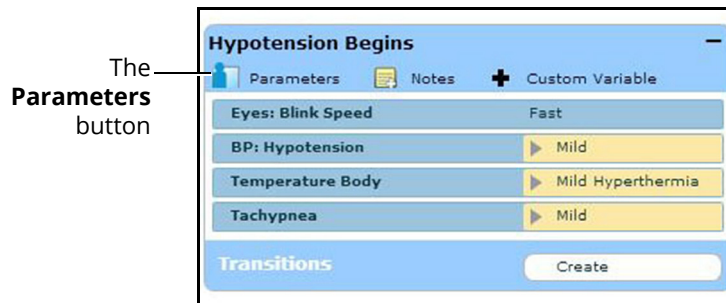 The
Parameters
button
Hypotension Begins –
Parameters Notes + Custom Variable
Eyes: Blink Speed Fast
BP: Hypotension Mild
Temperature Body Mild Hyperthermia
Tachypnea Mild
Transitions Create